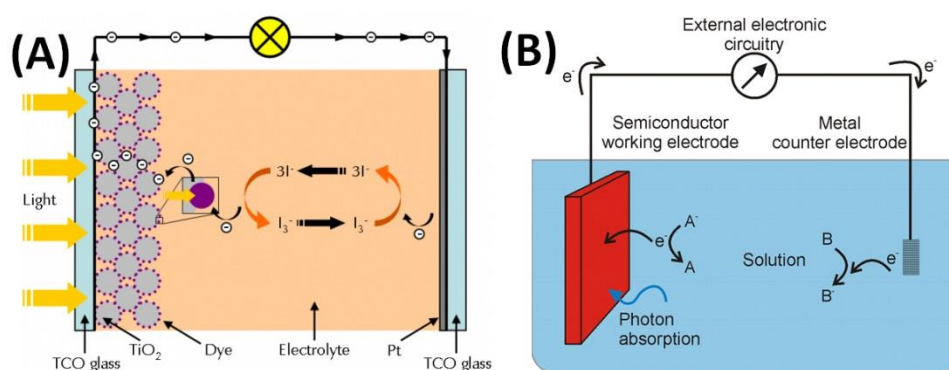 (A)
Light
3I⁻
3I⁻
I₃⁻
I₃⁻
TCO glass
TiO₂
Dye
Electrolyte
Pt
TCO glass
(B)
External electronic
circuitry
e⁻
e⁻
Semiconductor
working electrode
Metal
counter electrode
A⁻
e⁻
A
Solution
B
e⁻
B⁻
Photon
absorption